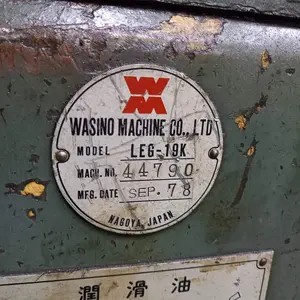 WASINO MACHINE CO., LTD
MODEL LEG-19K
MACH. NO. 44790
MFG. DATE SEP. 78
NAGOYA, JAPAN
潤滑油